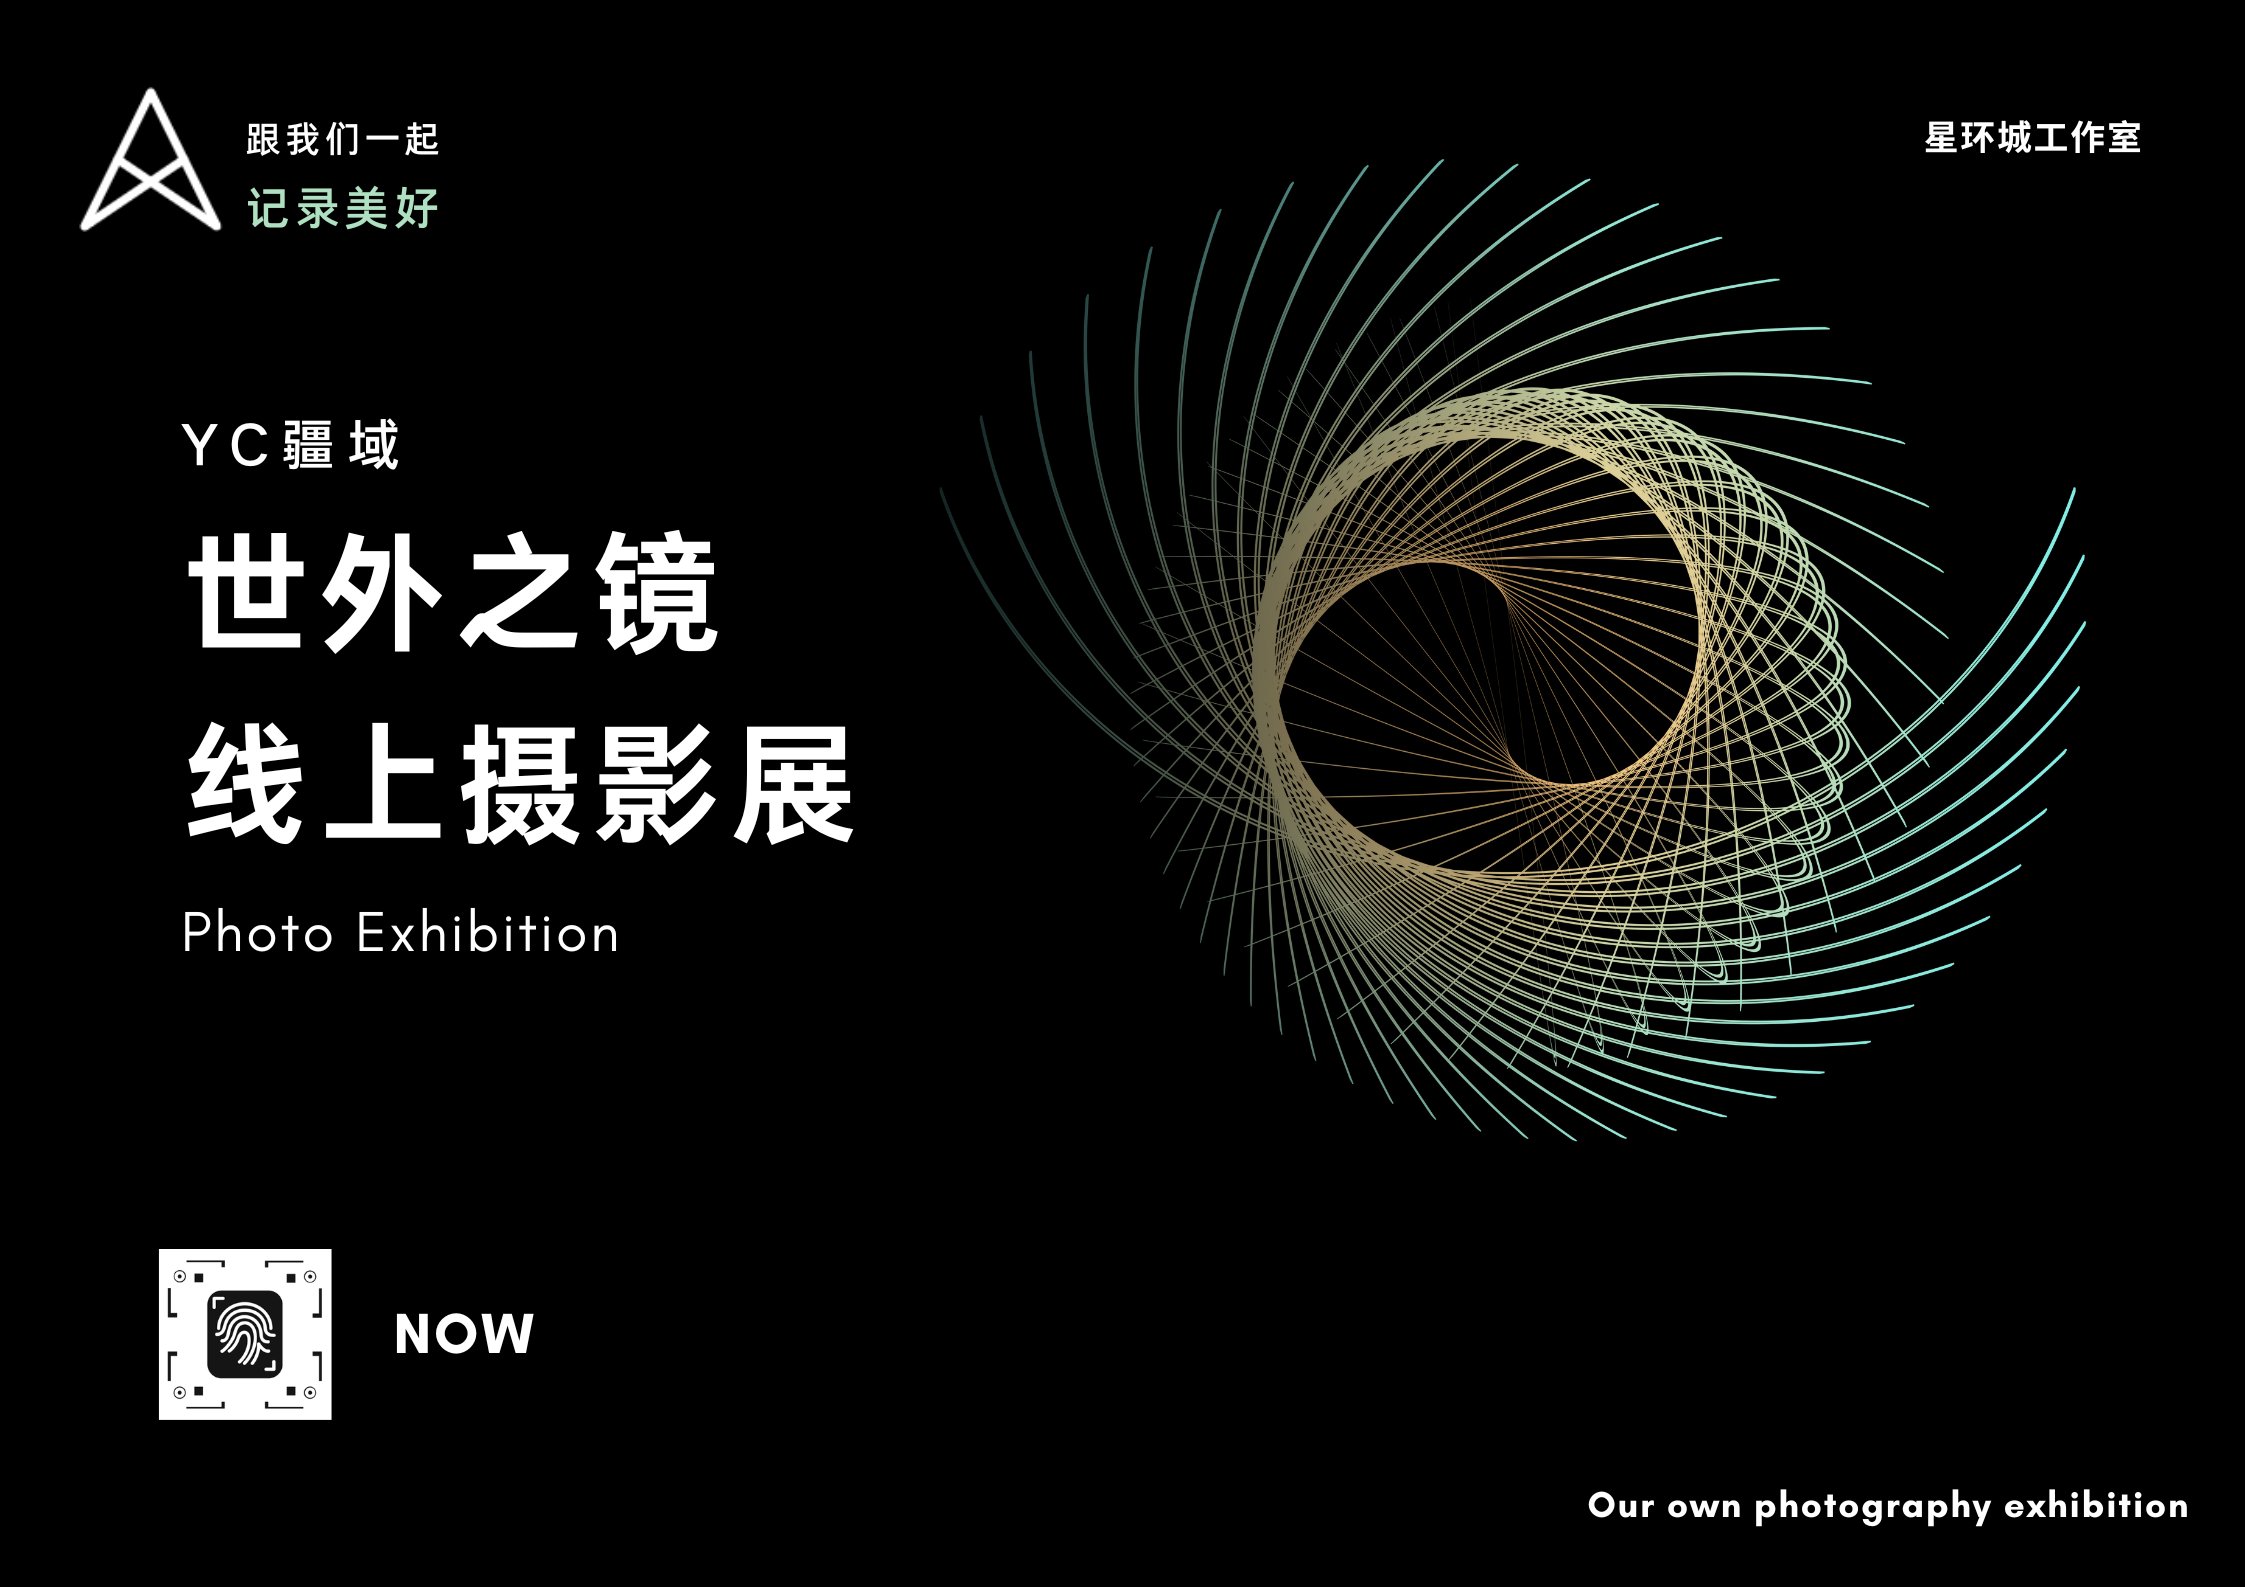 跟我们一起
记录美好
星环城工作室
YC疆域
世外之镜
线上摄影展
Photo Exhibition
NOW
Our own photography exhibition